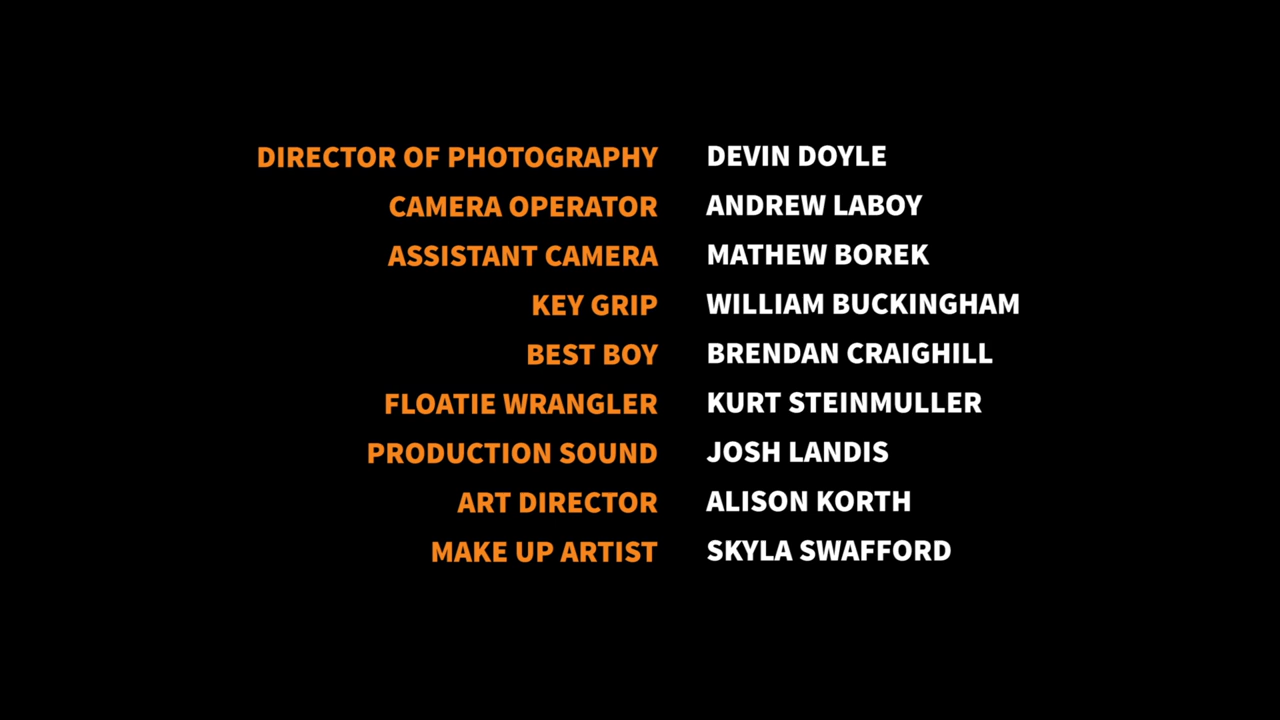 DIRECTOR OF PHOTOGRAPHY DEVIN DOYLE
CAMERA OPERATOR ANDREW LABOY
ASSISTANT CAMERA MATHEW BOREK
KEY GRIP WILLIAM BUCKINGHAM
BEST BOY BRENDAN CRAIGHILL
FLOATIE WRANGLER KURT STEINMULLER
PRODUCTION SOUND JOSH LANDIS
ART DIRECTOR ALISON KORTH
MAKE UP ARTIST SKYLA SWAFFORD